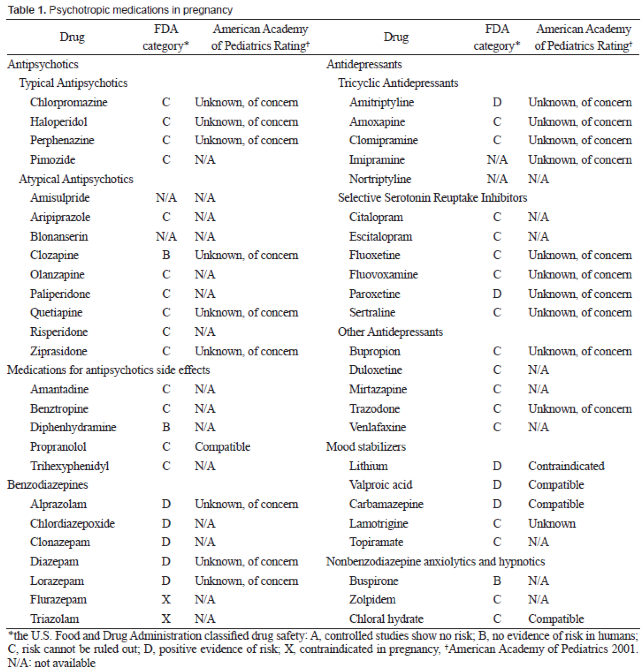 Table 1. Psychotropic medications in pregnancy
Drug FDA category* American Academy of Pediatrics Rating† Drug FDA category* American Academy of Pediatrics Rating†
Antipsychotics Antidepressants
Typical Antipsychotics Tricyclic Antidepressants
Chlorpromazine C Unknown, of concern Amitriptyline D Unknown, of concern
Haloperidol C Unknown, of concern Amoxapine C Unknown, of concern
Perphenazine C Unknown, of concern Clomipramine C Unknown, of concern
Pimozide C N/A Imipramine N/A Unknown, of concern
Atypical Antipsychotics Nortriptyline N/A N/A
Amisulpride N/A N/A Selective Serotonin Reuptake Inhibitors
Aripiprazole C N/A Citalopram C N/A
Blonanserin N/A N/A Escitalopram C N/A
Clozapine B Unknown, of concern Fluoxetine C Unknown, of concern
Olanzapine C N/A Fluovoxamine C Unknown, of concern
Paliperidone C N/A Paroxetine D Unknown, of concern
Quetiapine C Unknown, of concern Sertraline C Unknown, of concern
Risperidone C N/A Other Antidepressants
Ziprasidone C Unknown, of concern Bupropion C Unknown, of concern
Medications for antipsychotics side effects Duloxetine C N/A
Amantadine C N/A Mirtazapine C N/A
Benztropine C N/A Trazodone C Unknown, of concern
Diphenhydramine B N/A Venlafaxine C N/A
Propranolol C Compatible Mood stabilizers
Trihexyphenidyl C N/A Lithium D Contraindicated
Benzodiazepines Valproic acid D Compatible
Alprazolam D Unknown, of concern Carbamazepine D Compatible
Chlordiazepoxide D N/A Lamotrigine C Unknown
Clonazepam D N/A Topiramate C N/A
Diazepam D Unknown, of concern Nonbenzodiazepine anxiolytics and hypnotics
Lorazepam D Unknown, of concern Buspirone B N/A
Flurazepam X N/A Zolpidem C N/A
Triazolam X N/A Chloral hydrate C Compatible
*the U.S. Food and Drug Administration classified drug safety: A, controlled studies show no risk; B, no evidence of risk in humans;
C, risk cannot be ruled out; D, positive evidence of risk; X, contraindicated in pregnancy, †American Academy of Pediatrics 2001.
N/A: not available